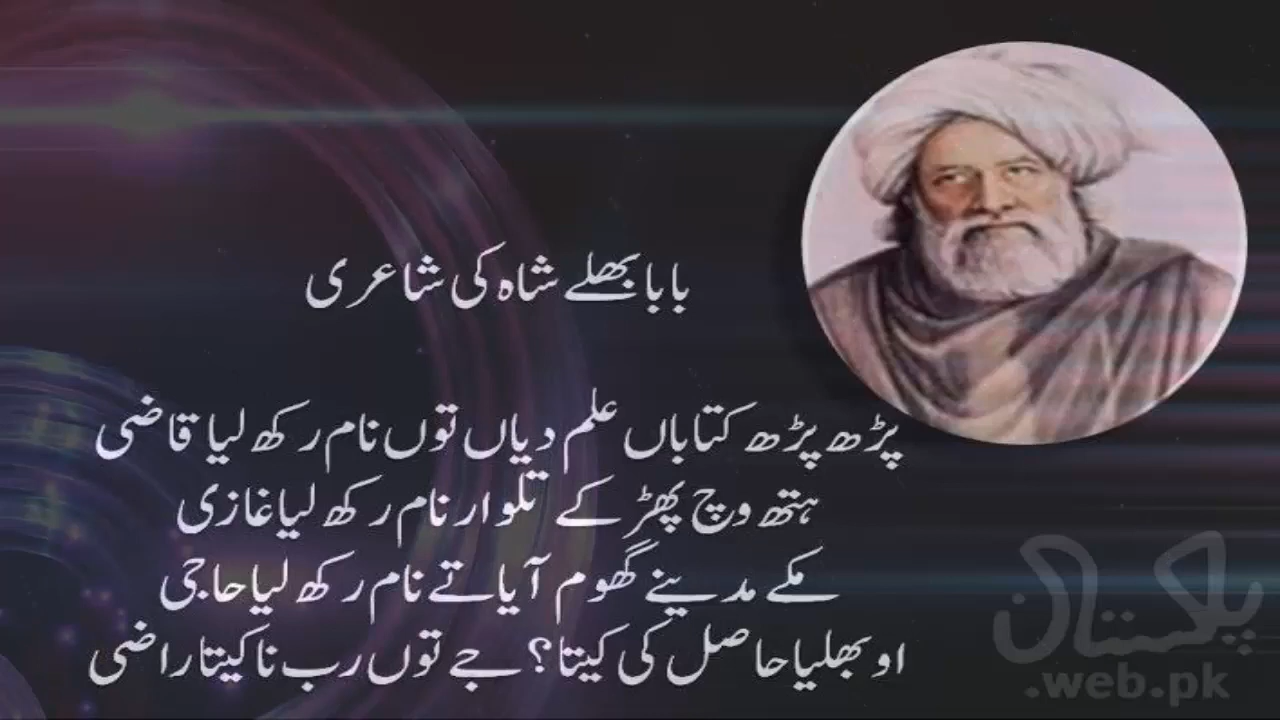 بابا بھلے شاہ کی شاعری
پڑھ پڑھ کتاباں علم دیاں توں نام رکھ لیا قاضی
ہتھ وچ پھڑ کے تلوار نام رکھ لیا غازی
مکے مدینے گھوم آیا تے نام رکھ لیا حاجی
او بھلیا حاصل کی کیتا؟ جے توں رب نا کیتا راضی
پاکستان
.web.pk